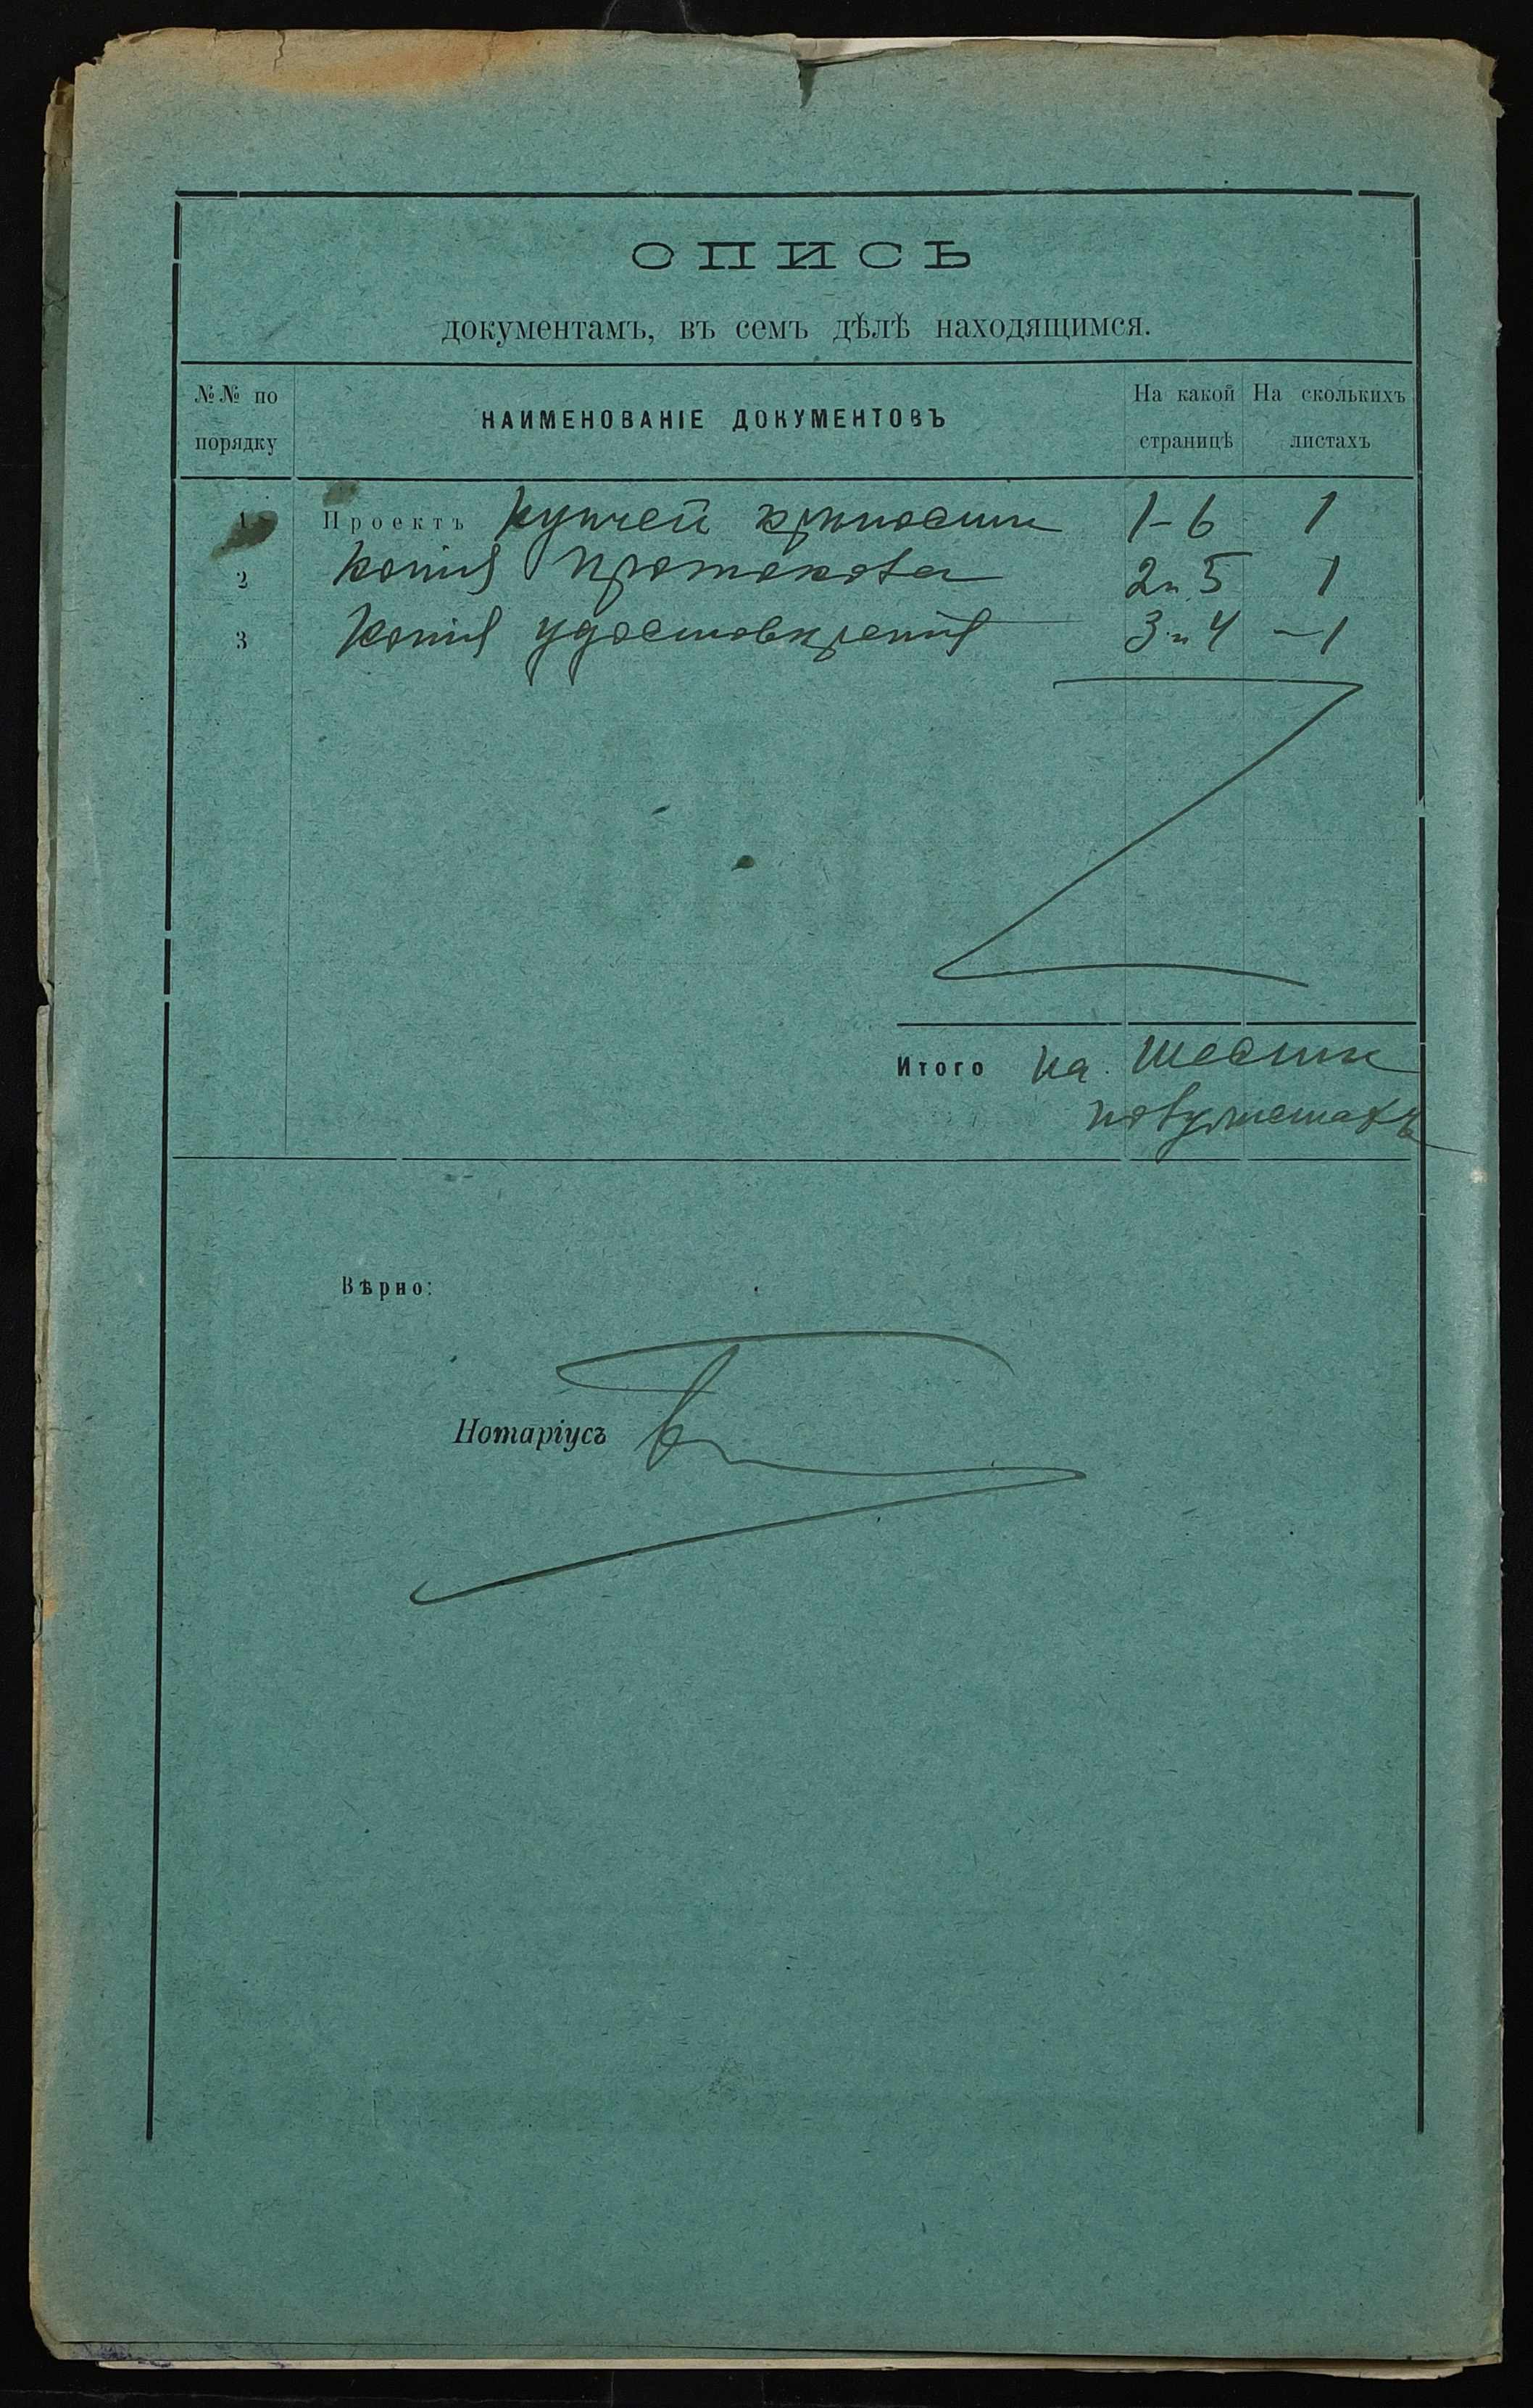 ОПИСЬ
документамъ, въ семъ дѣлѣ находящимся.
№№ по порядку
НАИМЕНОВАНІЕ ДОКУМЕНТОВЪ
На какой страницѣ
На сколькихъ листахъ
1 Проектъ купчей крѣпости 1-6 1
2 Копія протокола 2 и 5 1
3 Копія удостовѣренія 3 и 4 - 1
Итого на шести
полулистахъ
Вѣрно:
Нотаріусъ